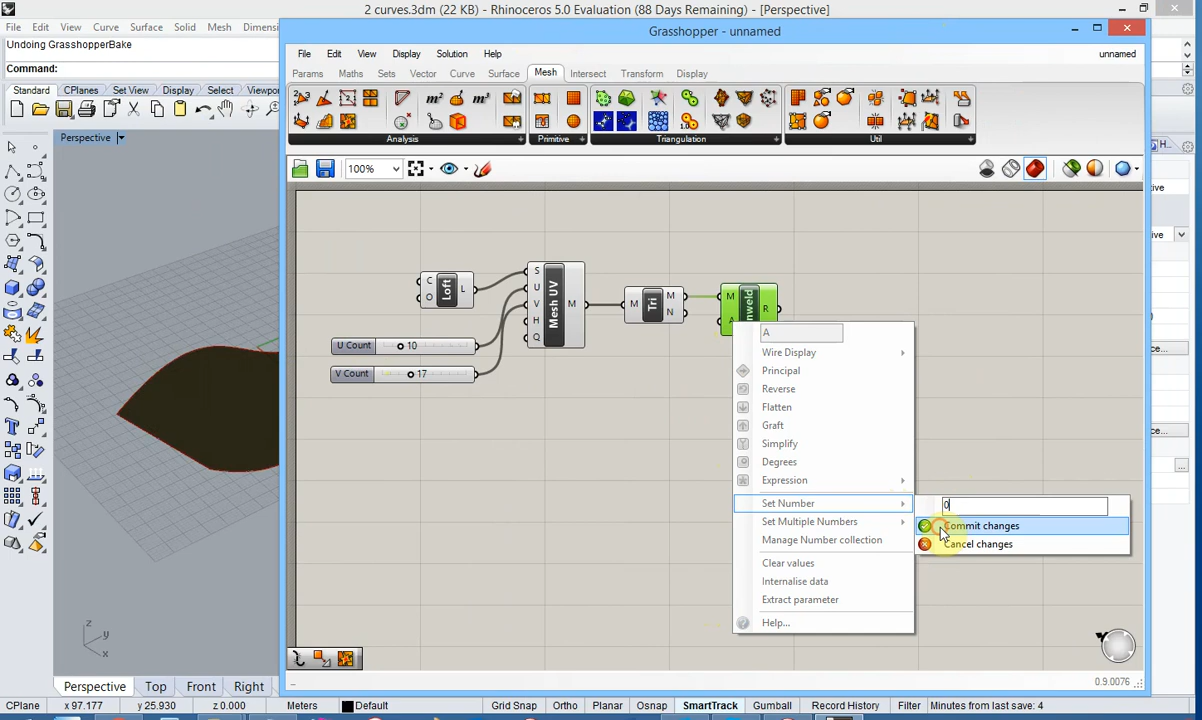 2 curves.3dm (22 KB) - Rhinoceros 5.0 Evaluation (88 Days Remaining) - [Perspective]
File Edit View Curve Surface Solid Mesh Dimensi
Undoing GrasshopperBake
Command:
Standard CPlanes Set View Display Select Viewpor
Perspective
Grasshopper - unnamed
File Edit View Display Solution Help unnamed
Params Maths Sets Vector Curve Surface Mesh Intersect Transform Display
Analysis Primitive Triangulation Util
100%
C O Loft L
S U V H Q Mesh UV M
M Tri M N
M A nweld R
U Count 10
V Count 17
A
Wire Display
Principal
Reverse
Flatten
Graft
Simplify
Degrees
Expression
Set Number
Set Multiple Numbers
Manage Number collection
Clear values
Internalise data
Extract parameter
Help...
0
Commit changes
Cancel changes
0.9.0076
z y x
Perspective Top Front Right
CPlane x 97.177 y 25.930 z 0.000 Meters Default Grid Snap Ortho Planar Osnap SmartTrack Gumball Record History Filter Minutes from last save: 4